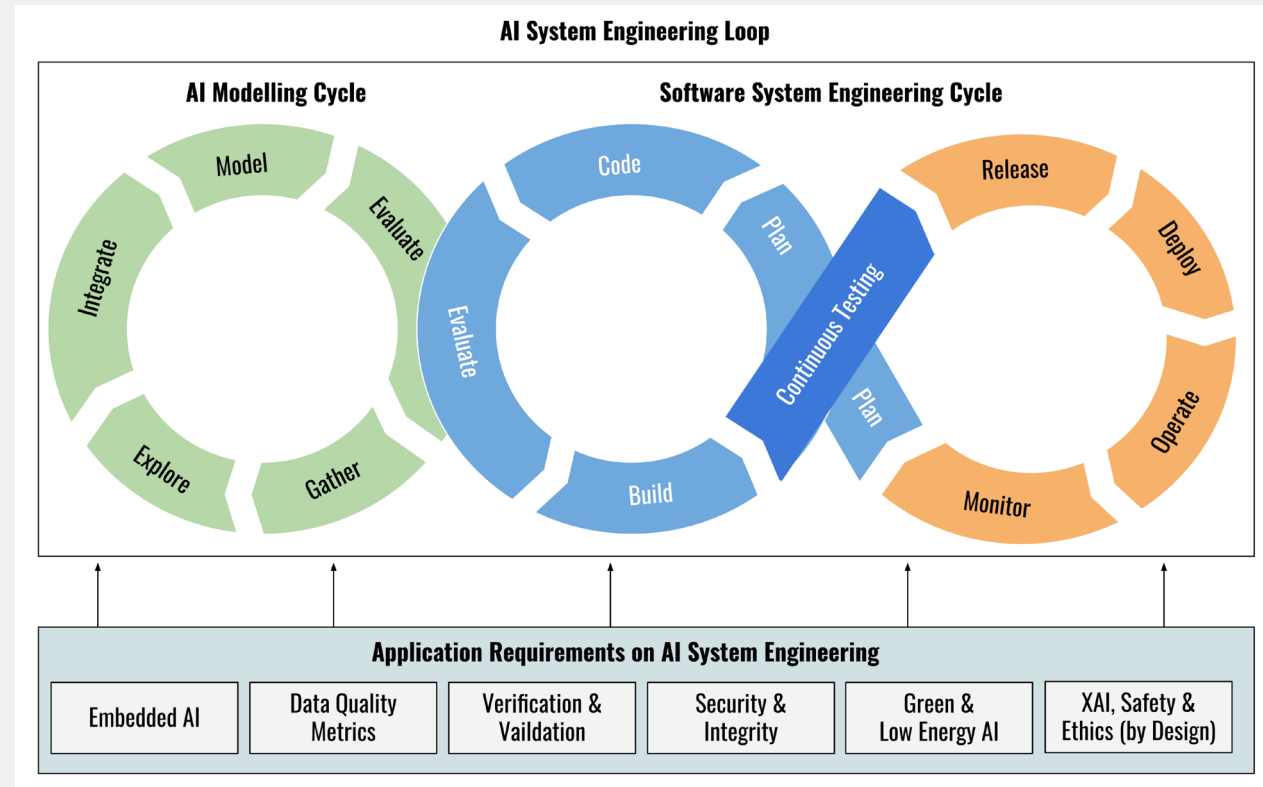 AI System Engineering Loop
AI Modelling Cycle
Software System Engineering Cycle
Model
Evaluate
Integrate
Explore
Gather
Code
Plan
Evaluate
Build
Continuous Testing
Plan
Release
Deploy
Operate
Monitor
Application Requirements on AI System Engineering
Embedded AI
Data Quality
Metrics
Verification &
Vaildation
Security &
Integrity
Green &
Low Energy AI
XAI, Safety &
Ethics (by Design)